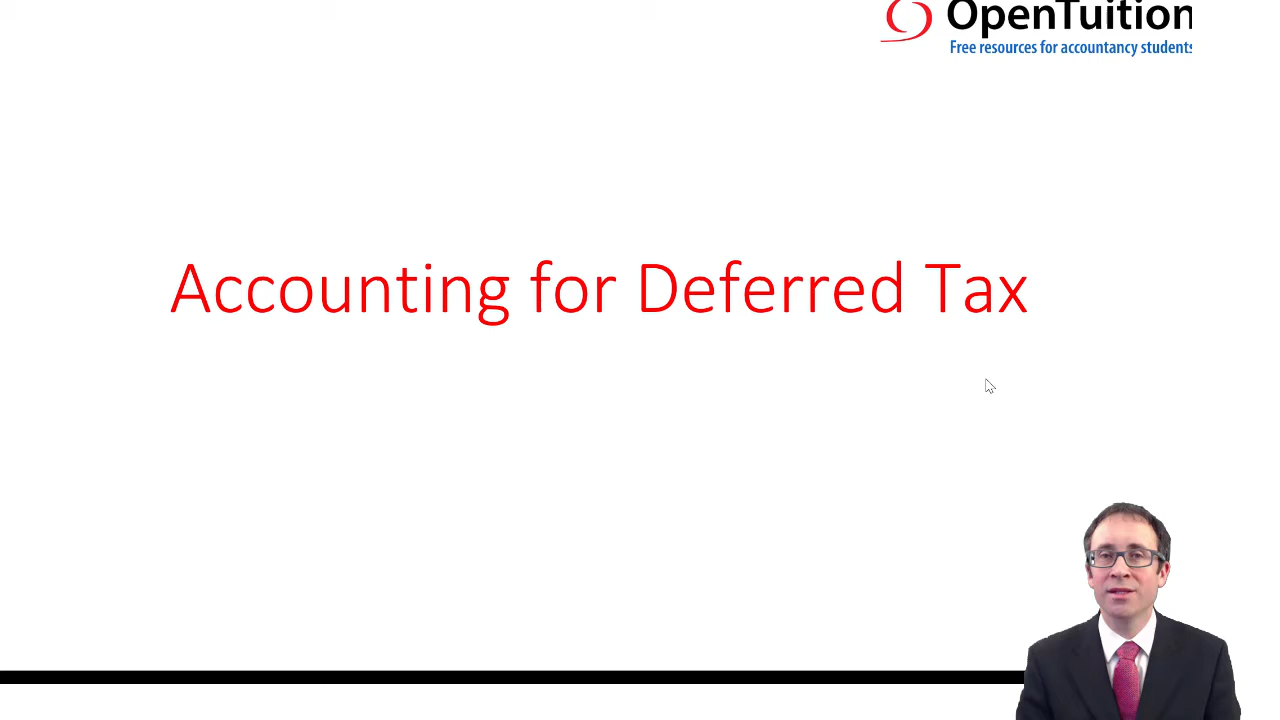 OpenTuition
Free resources for accountancy students
Accounting for Deferred Tax